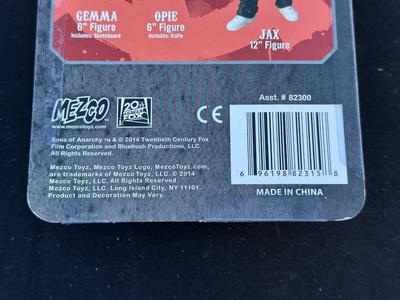 GEMMA
6" Figure
Includes: Skateboard
OPIE
6" Figure
Includes: Knife
JAX
12" Figure
MEZCO
mezcotoyz.com
20th
CENTURY
FOX
CE
Asst. # 82300
Sons of Anarchy ™ & © 2014 Twentieth Century Fox
Film Corporation and Bluebush Productions, LLC.
All Rights Reserved.
Mezco Toyz, Mezco Toyz Logo, MezcoToyz.com,
are trademarks of Mezco Toyz, LLC. © 2014
Mezco Toyz, LLC. All Rights Reserved.
Mezco Toyz, LLC. Long Island City, NY 11101.
Product and Decoration May Vary.
6 96198 82315 8
MADE IN CHINA